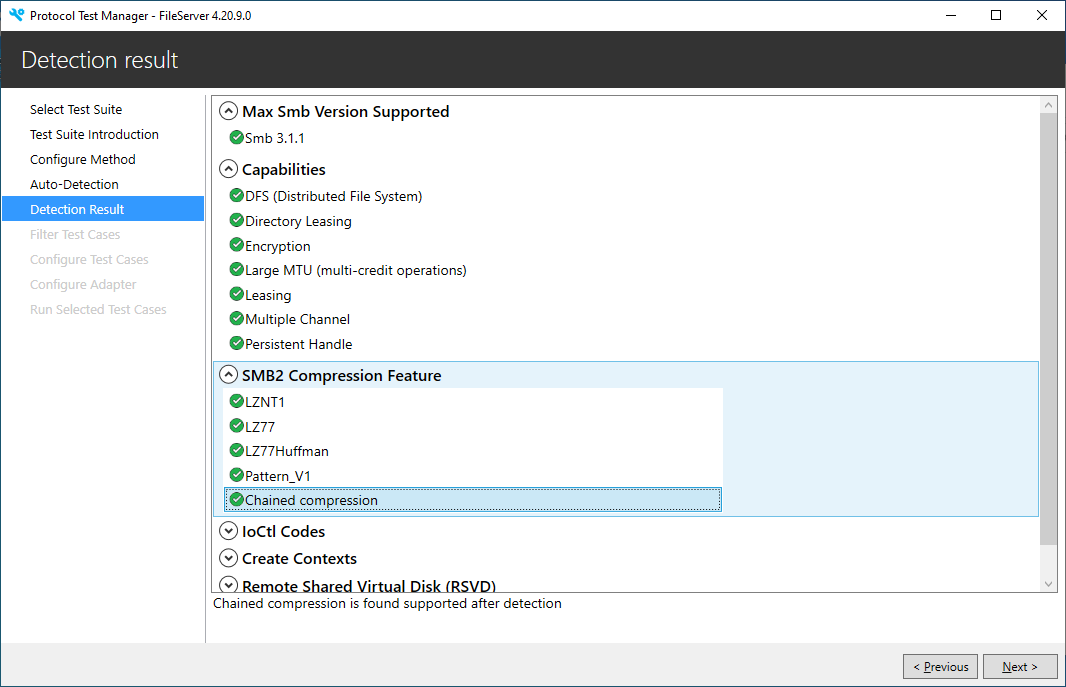 Protocol Test Manager - FileServer 4.20.9.0
Detection result
Select Test Suite
Test Suite Introduction
Configure Method
Auto-Detection
Detection Result
Filter Test Cases
Configure Test Cases
Configure Adapter
Run Selected Test Cases
Max Smb Version Supported
Smb 3.1.1
Capabilities
DFS (Distributed File System)
Directory Leasing
Encryption
Large MTU (multi-credit operations)
Leasing
Multiple Channel
Persistent Handle
SMB2 Compression Feature
LZNT1
LZ77
LZ77Huffman
Pattern_V1
Chained compression
IoCtl Codes
Create Contexts
Remote Shared Virtual Disk (RSVD)
Chained compression is found supported after detection
< Previous
Next >